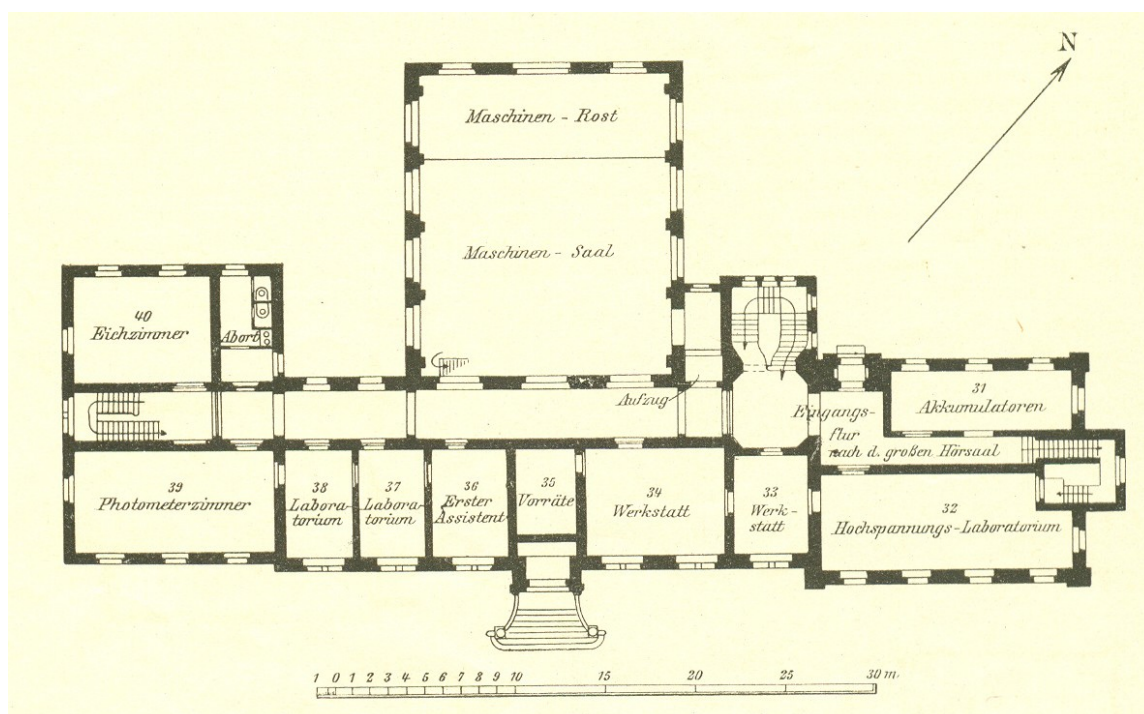 N
Maschinen - Rost
Maschinen - Saal
40
Eichzimmer
Abort
Aufzug
31
Akkumulatoren
Eingangs-
flur
nach d. großen Hörsaal
39
Photometerzimmer
38
Labora-
torium
37
Labora-
torium
36
Erster
Assistent
35
Vorräte
34
Werkstatt
33
Werk-
statt
32
Hochspannungs-Laboratorium
1 0 1 2 3 4 5 6 7 8 9 10 15 20 25 30 m